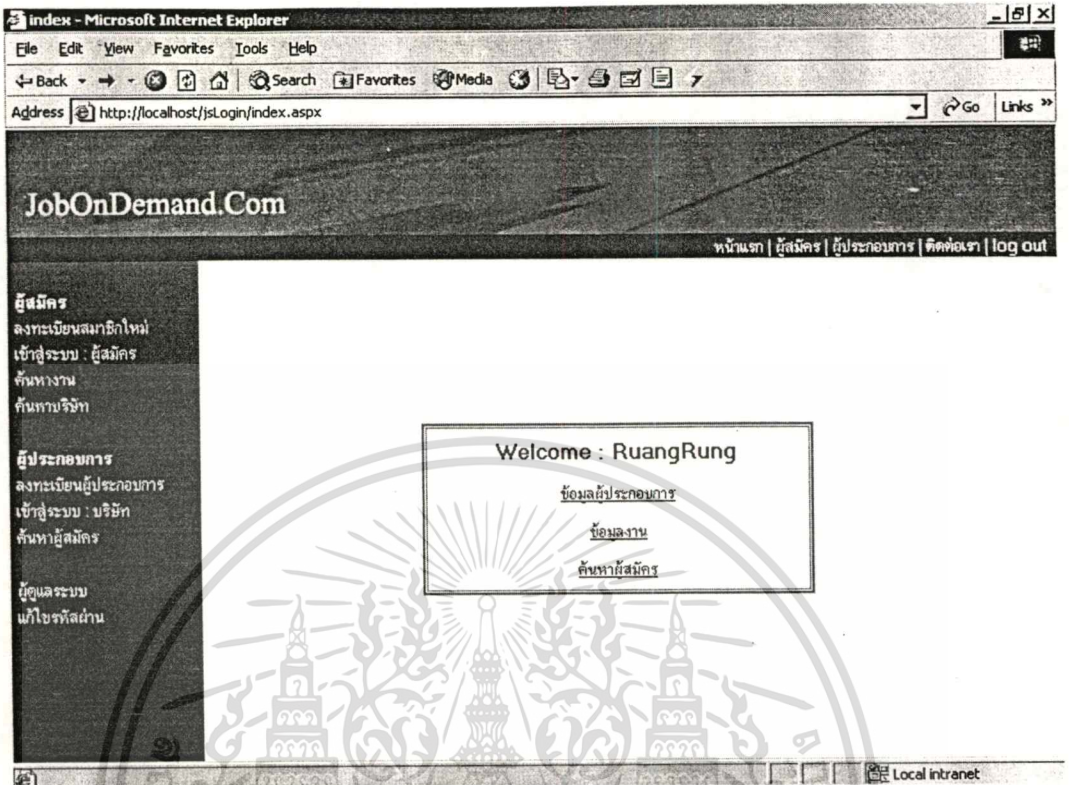 index - Microsoft Internet Explorer
File Edit View Favorites Tools Help
Back Search Favorites Media
Address http://localhost/jsLogin/index.aspx Go Links »
JobOnDemand.Com
หน้าแรก | ผู้สมัคร | ผู้ประกอบการ | ติดต่อเรา | log out
ผู้สมัคร
ลงทะเบียนสมาชิกใหม่
เข้าสู่ระบบ : ผู้สมัคร
ค้นหางาน
ค้นหาบริษัท
ผู้ประกอบการ
ลงทะเบียนผู้ประกอบการ
เข้าสู่ระบบ : บริษัท
ค้นหาผู้สมัคร
ผู้ดูแลระบบ
แก้ไขรหัสผ่าน
Welcome : RuangRung
ข้อมูลผู้ประกอบการ
ข้อมูลงาน
ค้นหาผู้สมัคร
Local intranet